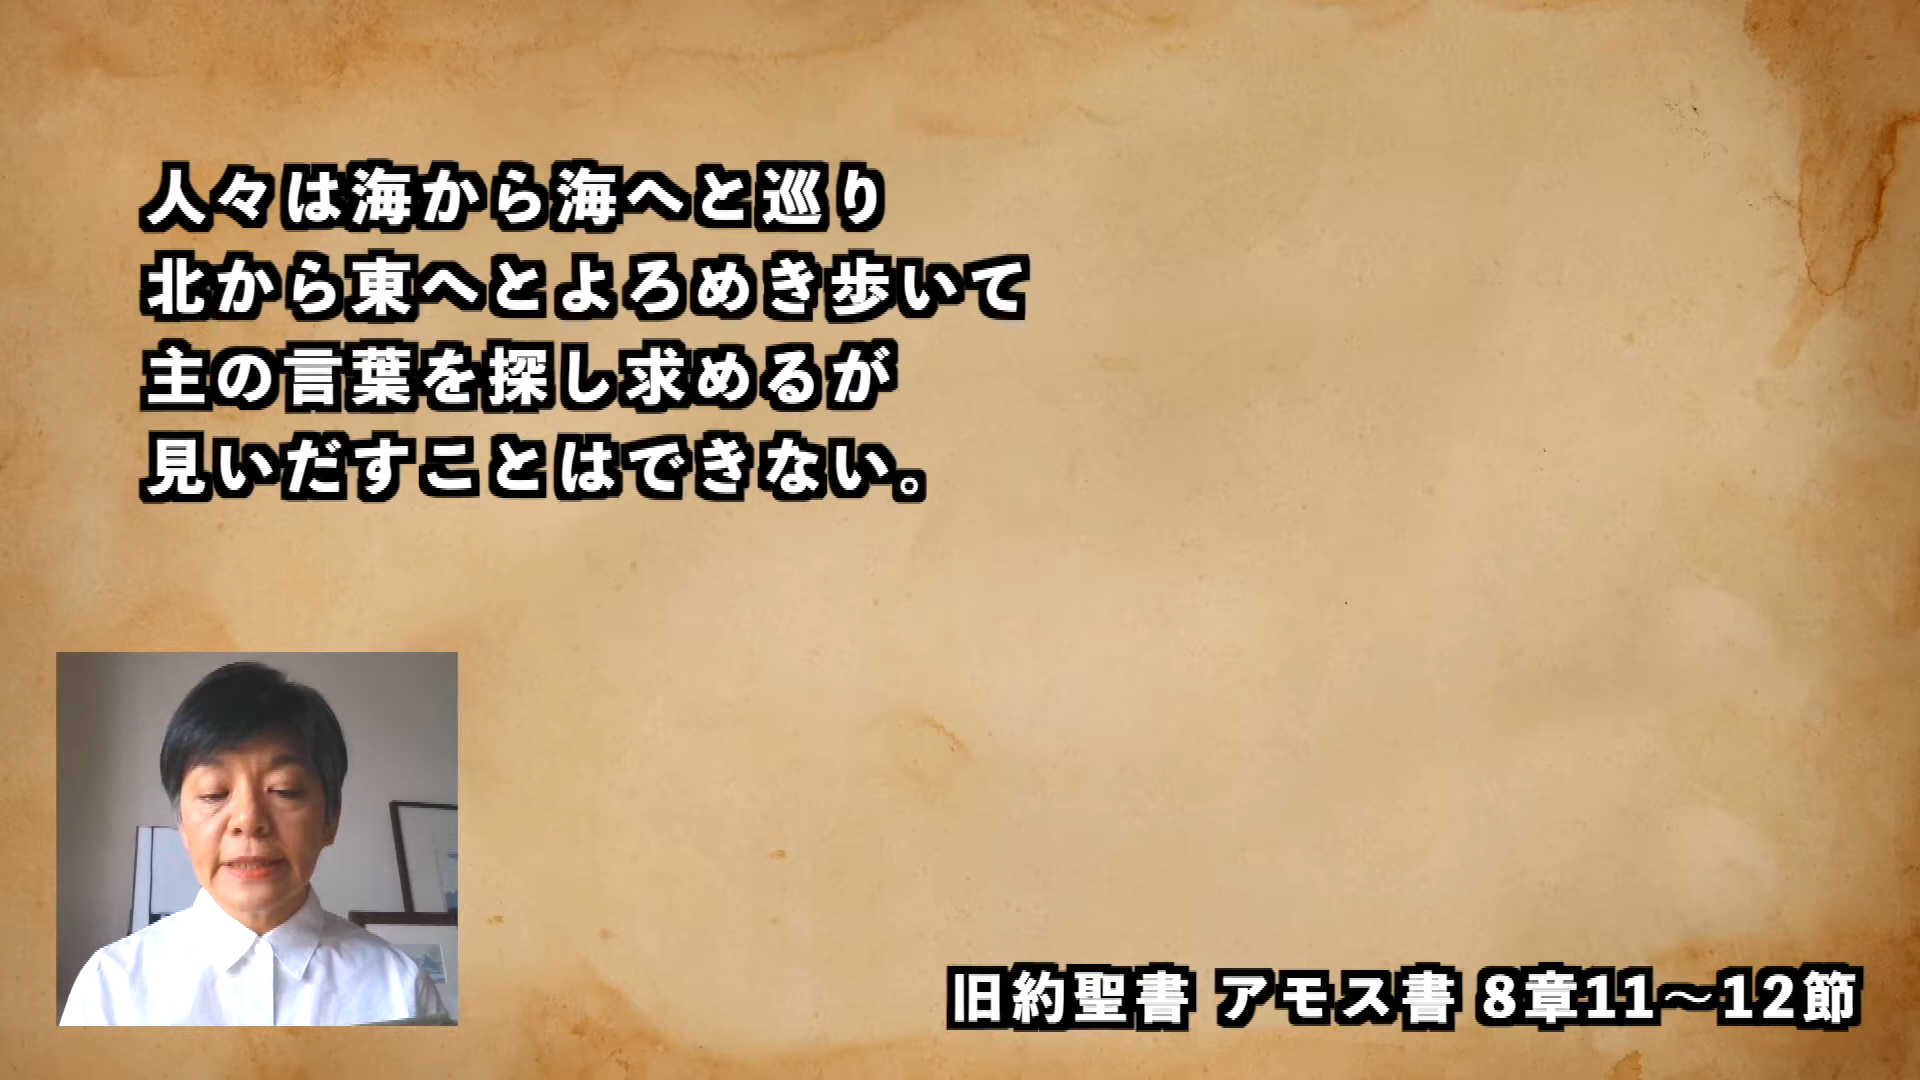 人々は海から海へと巡り
北から東へとよろめき歩いて
主の言葉を探し求めるが
見いだすことはできない。
旧約聖書 アモス書 8章11～12節